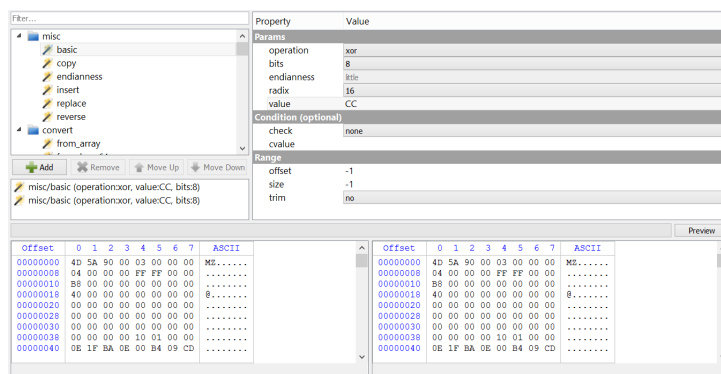 Filter...
misc
basic
copy
endianness
insert
replace
reverse
convert
from_array
Add Remove Move Up Move Down
misc/basic (operation:xor, value:CC, bits:8)
misc/basic (operation:xor, value:CC, bits:8)
Property Value
Params
operation xor
bits 8
endianness little
radix 16
value CC
Condition (optional)
check none
cvalue
Range
offset -1
size -1
trim no
Preview
Offset 0 1 2 3 4 5 6 7 ASCII
00000000 4D 5A 90 00 03 00 00 00 MZ......
00000008 04 00 00 00 FF FF 00 00 ........
00000010 B8 00 00 00 00 00 00 00 ........
00000018 40 00 00 00 00 00 00 00 @.......
00000020 00 00 00 00 00 00 00 00 ........
00000028 00 00 00 00 00 00 00 00 ........
00000030 00 00 00 00 00 00 00 00 ........
00000038 00 00 00 00 10 01 00 00 ........
00000040 0E 1F BA 0E 00 B4 09 CD ........
Offset 0 1 2 3 4 5 6 7 ASCII
00000000 4D 5A 90 00 03 00 00 00 MZ......
00000008 04 00 00 00 FF FF 00 00 ........
00000010 B8 00 00 00 00 00 00 00 ........
00000018 40 00 00 00 00 00 00 00 @.......
00000020 00 00 00 00 00 00 00 00 ........
00000028 00 00 00 00 00 00 00 00 ........
00000030 00 00 00 00 00 00 00 00 ........
00000038 00 00 00 00 10 01 00 00 ........
00000040 0E 1F BA 0E 00 B4 09 CD ........